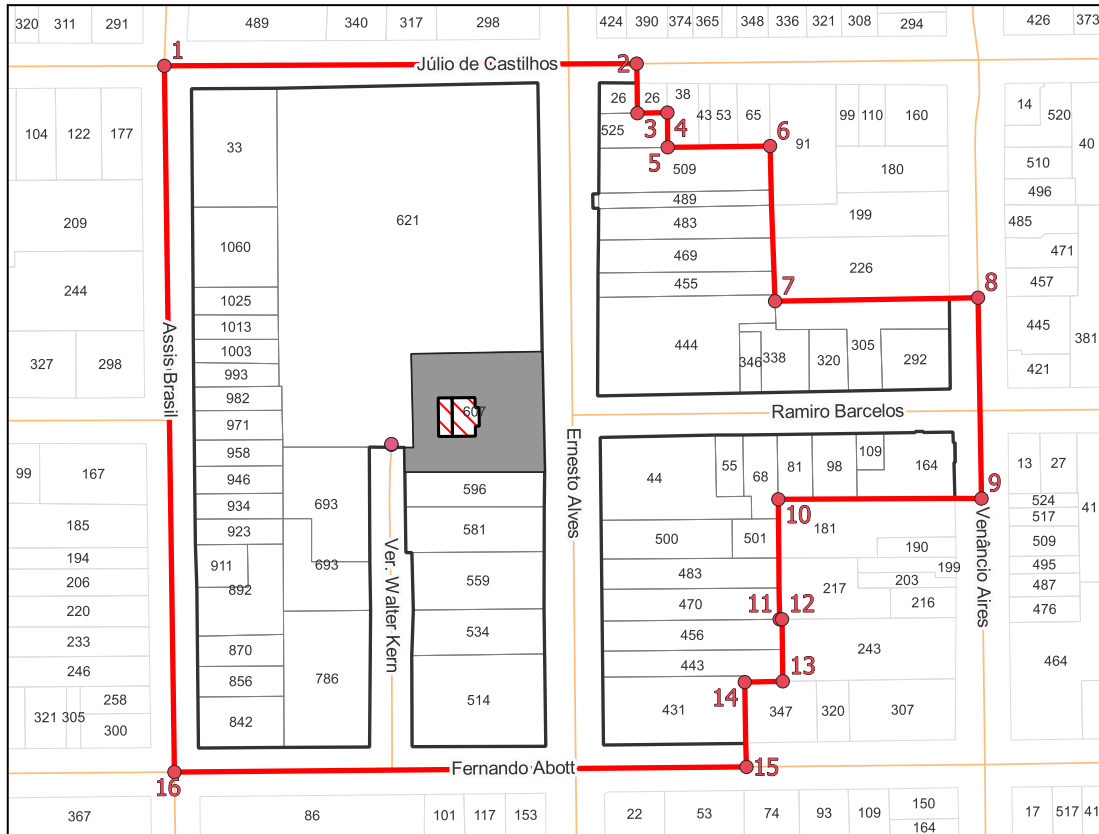 320 311 291 489 340 317 298 424 390 374 365 348 336 321 308 294 426 373
1 Júlio de Castilhos 2
104 122 177 33 26 26 38 43 53 65 91 99 110 160 14 520 40
525 3 4 5 6
509 180 510 496
489
209 621 483 199 485
1060 469 471
244 455 226 457
7 8
1025
1013
1003
993
327 298 444 346 338 320 305 292 445 421 381
Assis Brasil
982
971
607
Ramiro Barcelos
Ernesto Alves
99 167 958 596 44 55 68 81 98 109 164 13 27
946 9
934 693 581 10 524 41
185 923 500 501 181 517
194 911 892 693 559 483 190 509
206 203 199 495
220 470 217 216 487
Ver. Walter Kern
Venâncio Aires
11 12
476
233 534 456 243
246 870 443 464
856 786 13
14
258 514 431 347 320 307
321 305 300 842
16 Fernando Abott 15
367 86 101 117 153 22 53 74 93 109 150 17 517 41
164